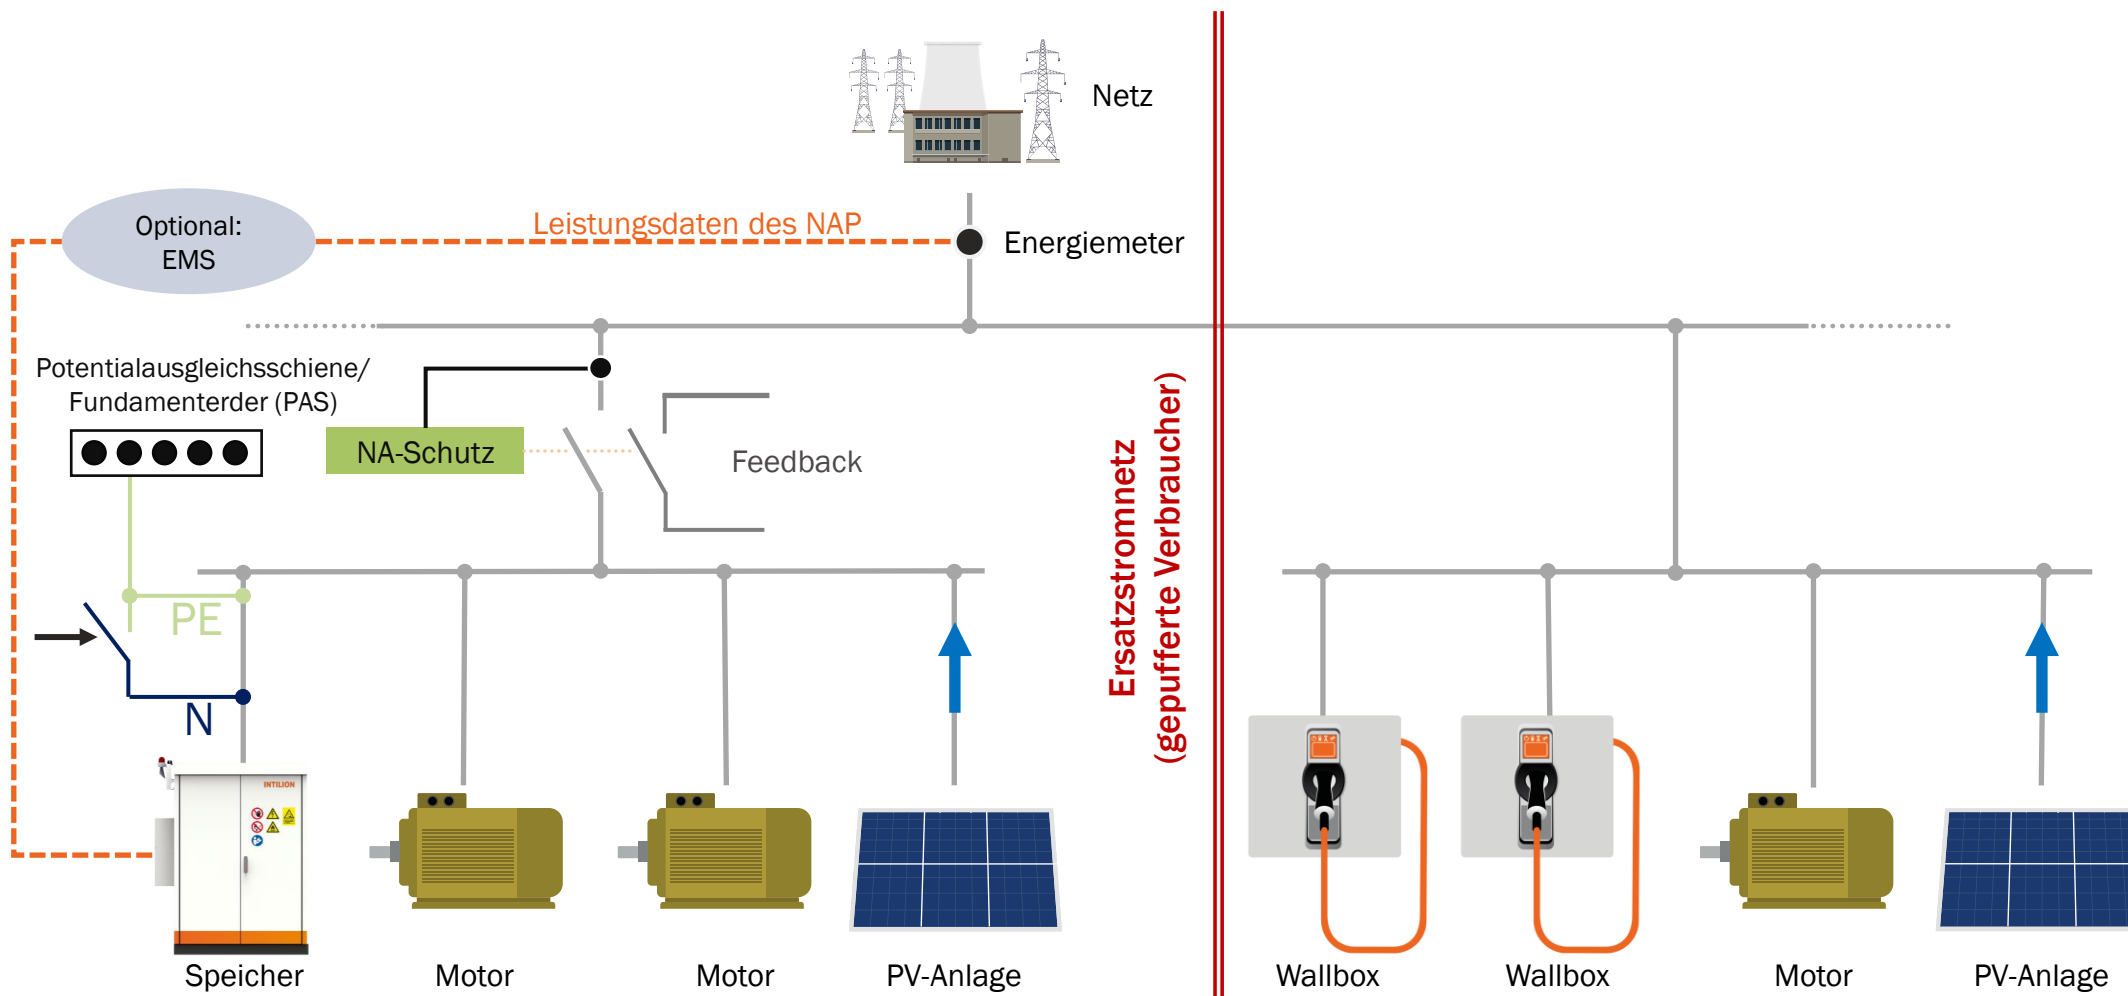 Netz
Optional:
EMS
Leistungsdaten des NAP
Energiemeter
Potentialausgleichsschiene/
Fundamenterder (PAS)
NA-Schutz
Feedback
Ersatzstromnetz
(gepufferte Verbraucher)
PE
N
INTILION
Speicher
Motor
Motor
PV-Anlage
Wallbox
Wallbox
Motor
PV-Anlage